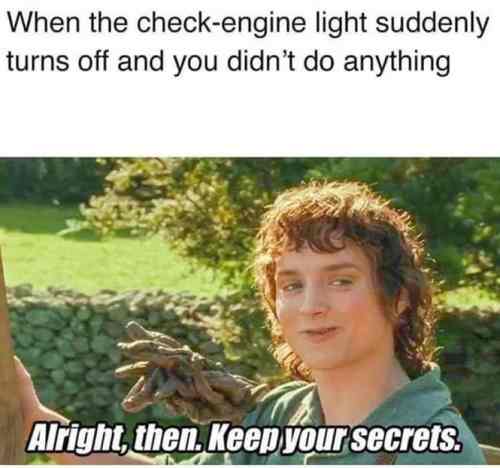 When the check-engine light suddenly
turns off and you didn't do anything
Alright, then. Keep your secrets.